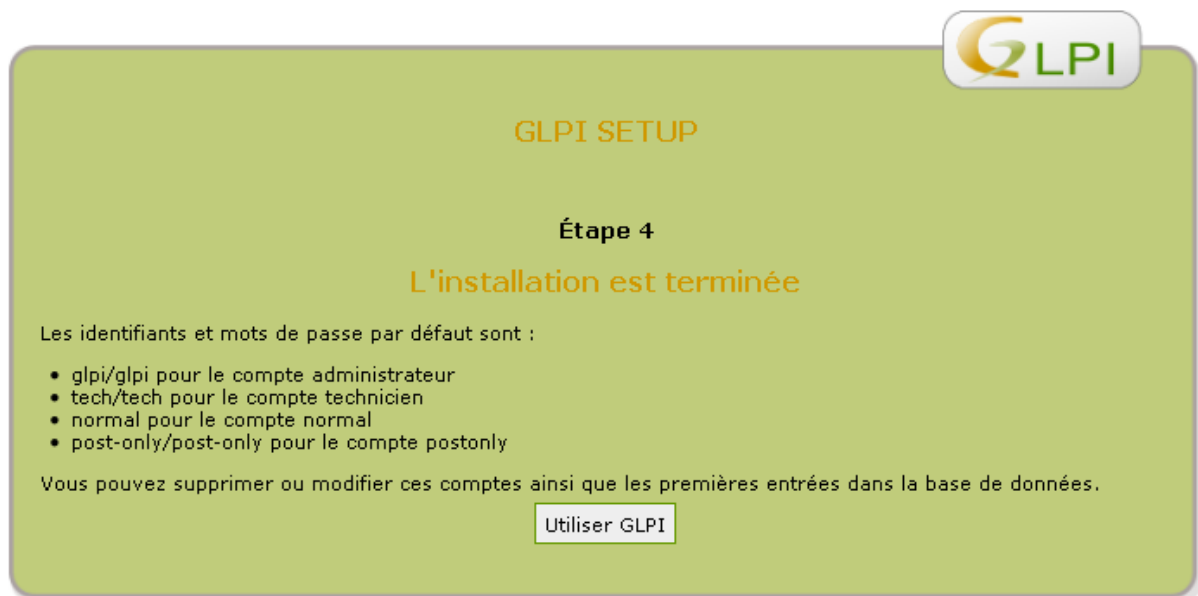 GLPI
GLPI SETUP
Étape 4
L'installation est terminée
Les identifiants et mots de passe par défaut sont :
• glpi/glpi pour le compte administrateur
• tech/tech pour le compte technicien
• normal pour le compte normal
• post-only/post-only pour le compte postonly
Vous pouvez supprimer ou modifier ces comptes ainsi que les premières entrées dans la base de données.
Utiliser GLPI